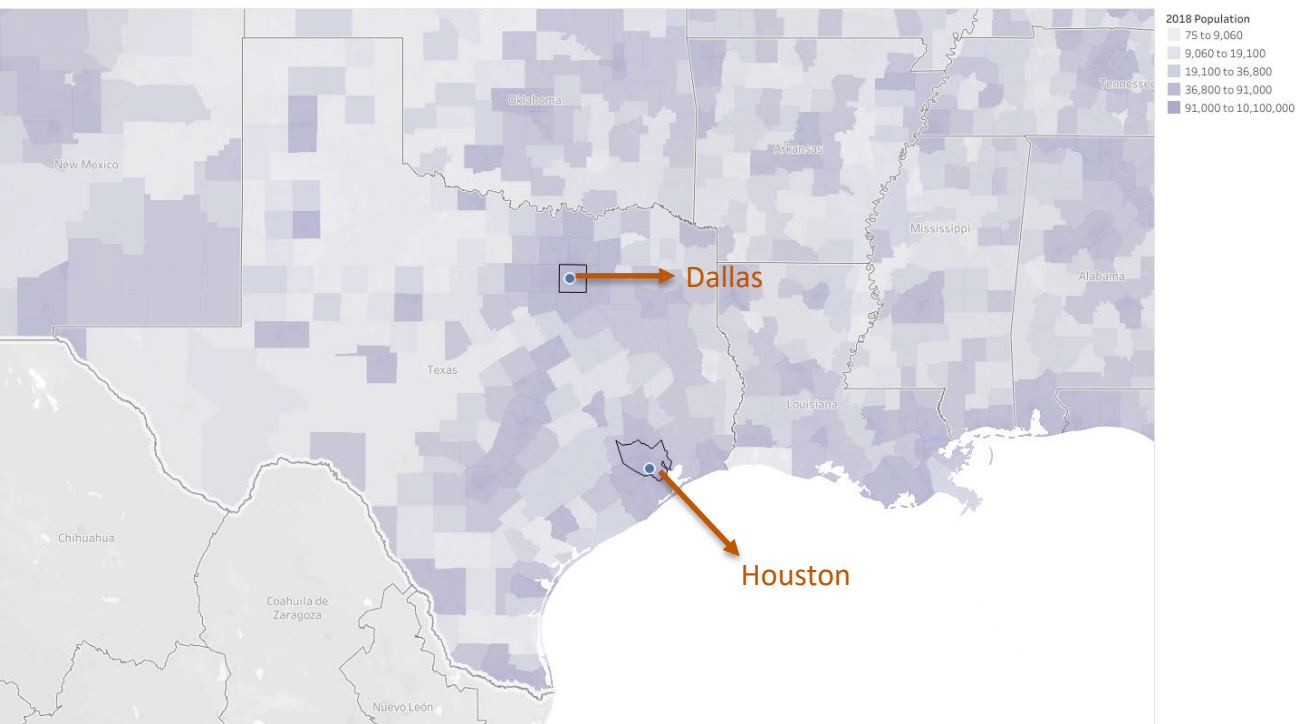 2018 Population
75 to 9,060
9,060 to 19,100
19,100 to 36,800
36,800 to 91,000
91,000 to 10,100,000
Tennessee
Oklahoma
Arkansas
New Mexico
Mississippi
Dallas
Alabama
Texas
Louisiana
Chihuahua
Houston
Coahuila de
Zaragoza
Nuevo León